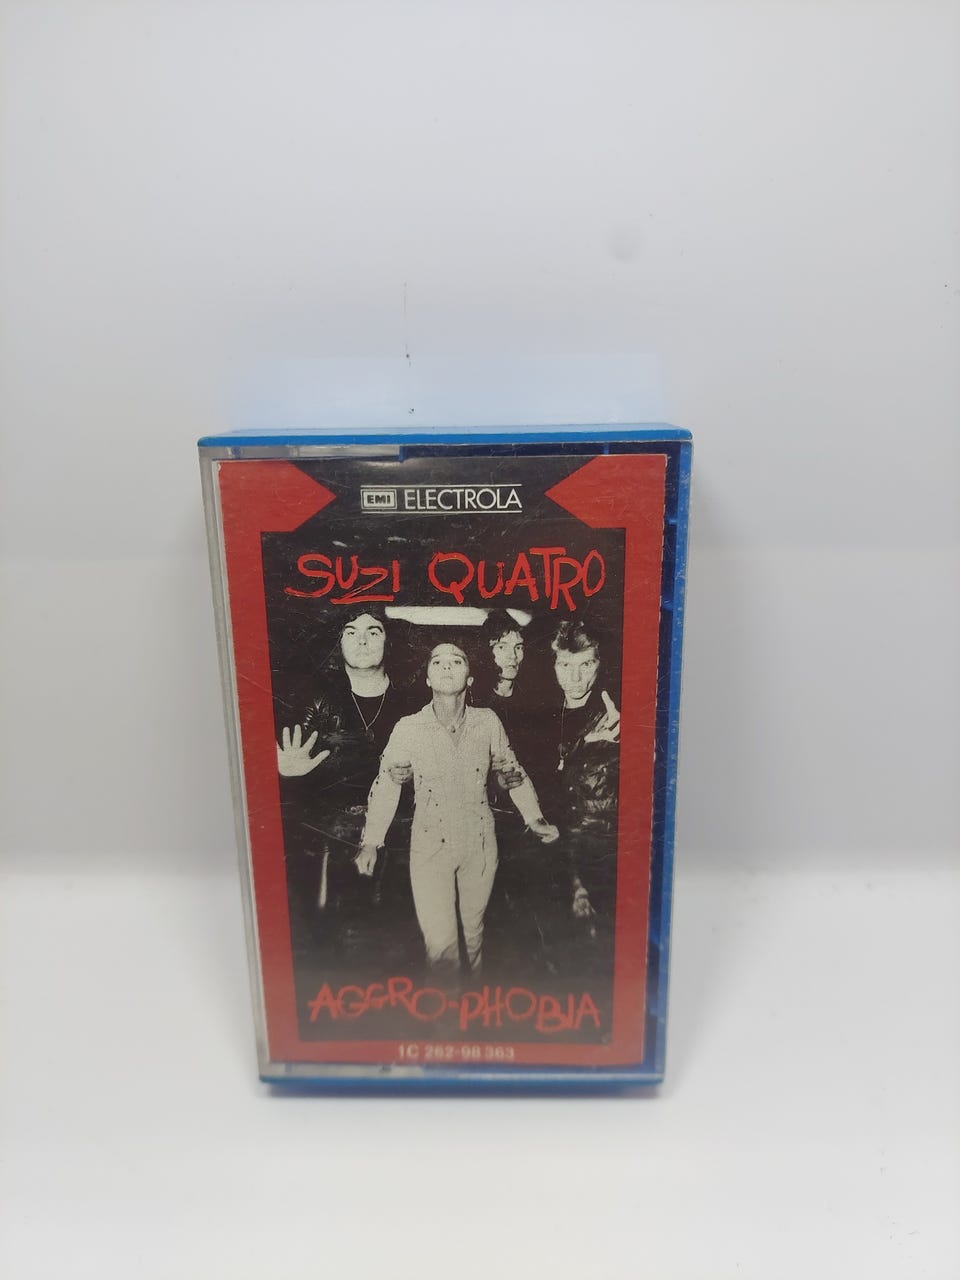 EMI ELECTROLA
SUZI QUATRO
AGGRO-PHOBIA
1C 262-98 363